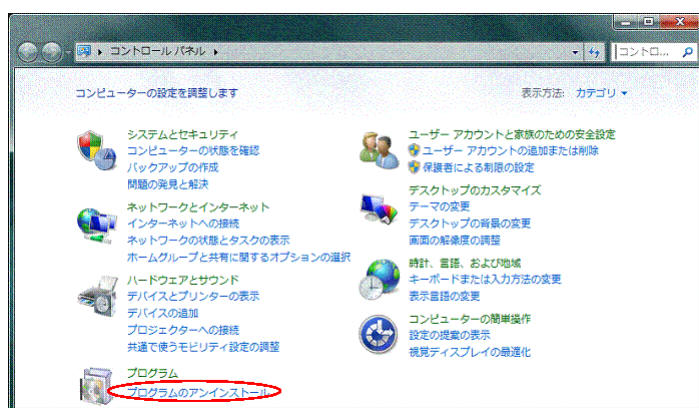 コントロール パネル
コントロ...
コンピューターの設定を調整します
表示方法: カテゴリ
システムとセキュリティ
コンピューターの状態を確認
バックアップの作成
問題の発見と解決
ネットワークとインターネット
インターネットへの接続
ネットワークの状態とタスクの表示
ホームグループと共有に関するオプションの選択
ハードウェアとサウンド
デバイスとプリンターの表示
デバイスの追加
プロジェクターへの接続
共通で使うモビリティ設定の調整
プログラム
プログラムのアンインストール
ユーザー アカウントと家族のための安全設定
ユーザー アカウントの追加または削除
保護者による制限の設定
デスクトップのカスタマイズ
テーマの変更
デスクトップの背景の変更
画面の解像度の調整
時計、言語、および地域
キーボードまたは入力方法の変更
表示言語の変更
コンピューターの簡単操作
設定の提案の表示
視覚ディスプレイの最適化